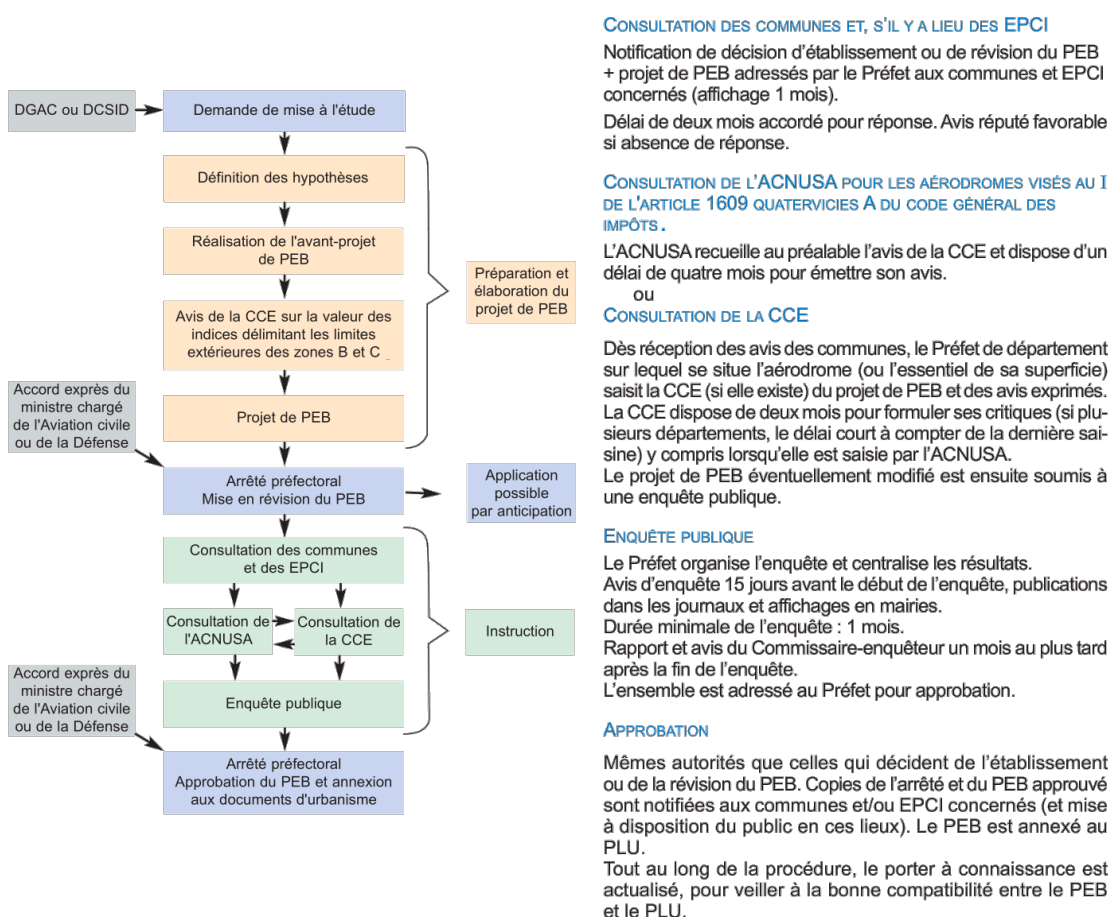 DGAC ou DCSID
Demande de mise à l'étude
Définition des hypothèses
Réalisation de l'avant-projet
de PEB
Avis de la CCE sur la valeur des
indices délimitant les limites
extérieures des zones B et C
Projet de PEB
Préparation et
élaboration du
projet de PEB
Accord exprès du
ministre chargé
de l'Aviation civile
ou de la Défense
Arrêté préfectoral
Mise en révision du PEB
Application
possible
par anticipation
Consultation des communes
et des EPCI
Consultation de
l'ACNUSA
Consultation de
la CCE
Instruction
Enquête publique
Accord exprès du
ministre chargé
de l'Aviation civile
ou de la Défense
Arrêté préfectoral
Approbation du PEB et annexion
aux documents d'urbanisme
CONSULTATION DES COMMUNES ET, S'IL Y A LIEU DES EPCI
Notification de décision d'établissement ou de révision du PEB
+ projet de PEB adressés par le Préfet aux communes et EPCI
concernés (affichage 1 mois).
Délai de deux mois accordé pour réponse. Avis réputé favorable
si absence de réponse.
CONSULTATION DE L'ACNUSA POUR LES AÉRODROMES VISÉS AU I
DE L'ARTICLE 1609 QUATERVICIES A DU CODE GÉNÉRAL DES
IMPÔTS.
L'ACNUSA recueille au préalable l'avis de la CCE et dispose d'un
délai de quatre mois pour émettre son avis.
ou
CONSULTATION DE LA CCE
Dès réception des avis des communes, le Préfet de département
sur lequel se situe l'aérodrome (ou l'essentiel de sa superficie)
saisit la CCE (si elle existe) du projet de PEB et des avis exprimés.
La CCE dispose de deux mois pour formuler ses critiques (si plu-
sieurs départements, le délai court à compter de la dernière sai-
sine) y compris lorsqu'elle est saisie par l'ACNUSA.
Le projet de PEB éventuellement modifié est ensuite soumis à
une enquête publique.
ENQUÊTE PUBLIQUE
Le Préfet organise l'enquête et centralise les résultats.
Avis d'enquête 15 jours avant le début de l'enquête, publications
dans les journaux et affichages en mairies.
Durée minimale de l'enquête : 1 mois.
Rapport et avis du Commissaire-enquêteur un mois au plus tard
après la fin de l'enquête.
L'ensemble est adressé au Préfet pour approbation.
APPROBATION
Mêmes autorités que celles qui décident de l'établissement
ou de la révision du PEB. Copies de l'arrêté et du PEB approuvé
sont notifiées aux communes et/ou EPCI concernés (et mise
à disposition du public en ces lieux). Le PEB est annexé au
PLU.
Tout au long de la procédure, le porter à connaissance est
actualisé, pour veiller à la bonne compatibilité entre le PEB
et le PLU.